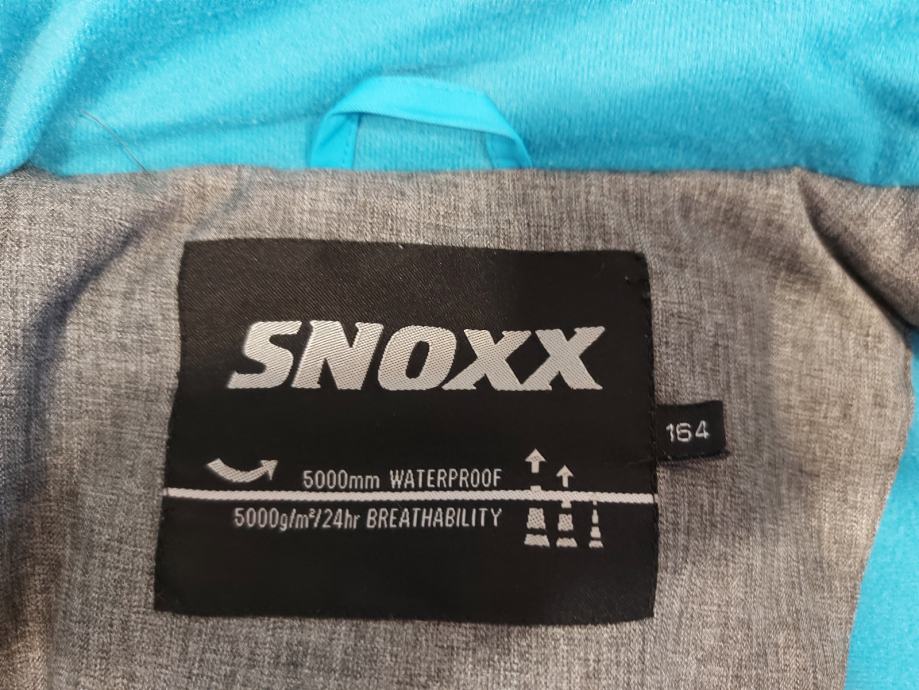 SNOXX
164
5000mm WATERPROOF
5000g/m²/24hr BREATHABILITY